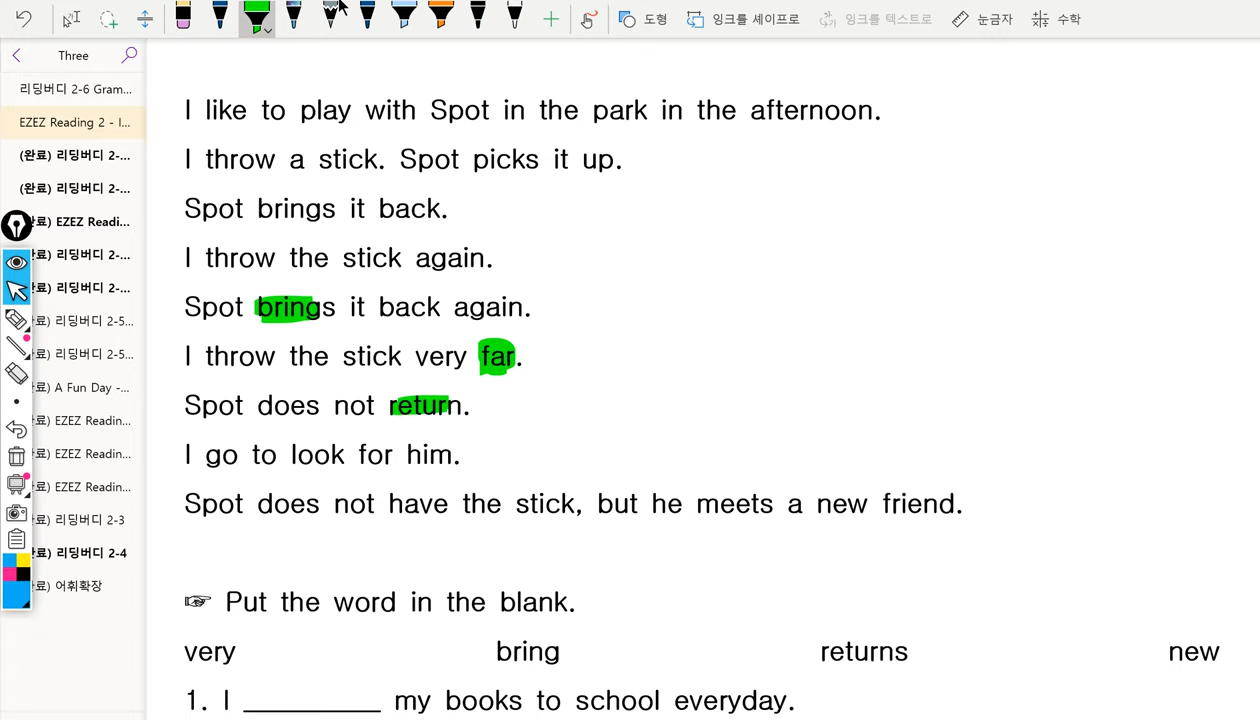 도형
잉크를 셰이프로
잉크를 텍스트로
눈금자
수학
Three
리딩버디 2-6 Gram...
EZEZ Reading 2 - I...
(완료) 리딩버디 2-...
(완료) 리딩버디 2-...
완료) EZEZ Readi...
료) 리딩버디 2-...
료) 리딩버디 2-...
료) 리딩버디 2-5...
료) 리딩버디 2-5...
료) A Fun Day -...
료) EZEZ Readin...
료) EZEZ Readin...
료) EZEZ Readin...
료) 리딩버디 2-3
료) 리딩버디 2-4
료) 어휘확장
I like to play with Spot in the park in the afternoon.
I throw a stick. Spot picks it up.
Spot brings it back.
I throw the stick again.
Spot brings it back again.
I throw the stick very far.
Spot does not return.
I go to look for him.
Spot does not have the stick, but he meets a new friend.
☞ Put the word in the blank.
very bring returns new
1. I __________ my books to school everyday.